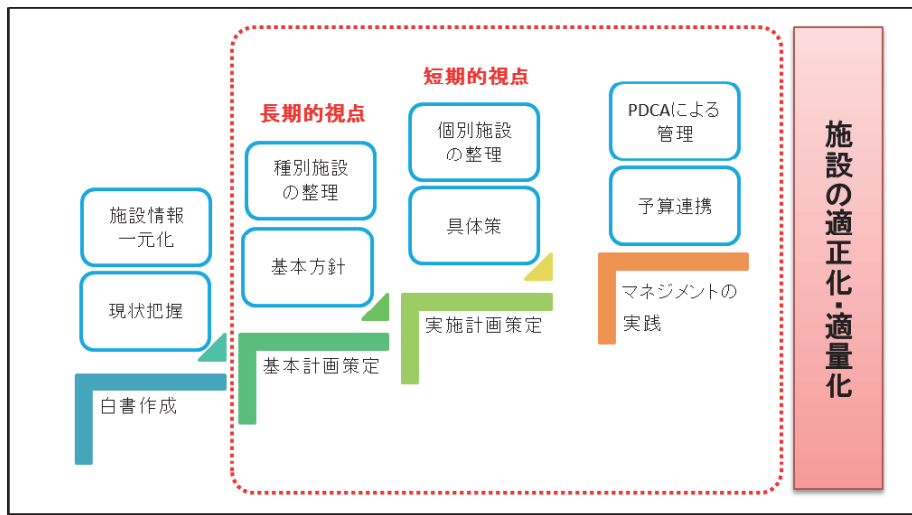 施設情報
一元化
現状把握
白書作成
長期的視点
種別施設
の整理
基本方針
基本計画策定
短期的視点
個別施設
の整理
具体策
実施計画策定
PDCAによる
管理
予算連携
マネジメントの
実践
施設の適正化・適量化